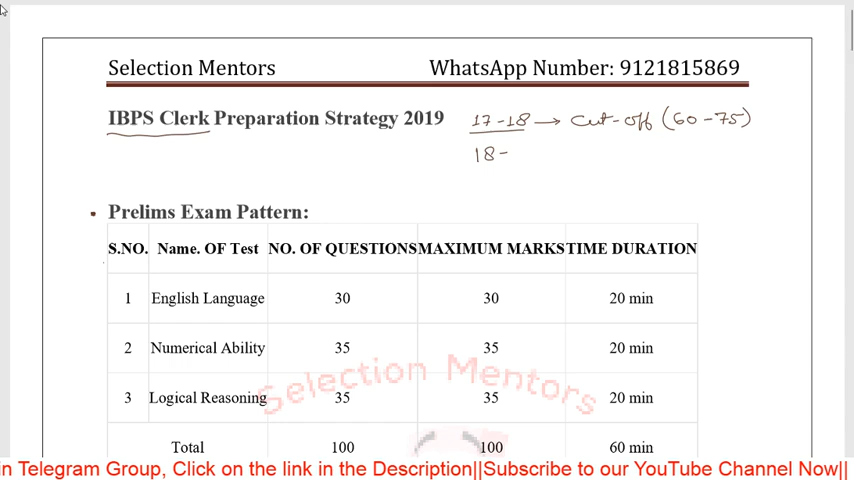 Selection Mentors WhatsApp Number: 9121815869
IBPS Clerk Preparation Strategy 2019 17-18 → cut-off (60-75)
18-
Prelims Exam Pattern:
S.NO. Name. OF Test NO. OF QUESTIONS MAXIMUM MARKS TIME DURATION
1 English Language 30 30 20 min
2 Numerical Ability 35 35 20 min
3 Logical Reasoning 35 35 20 min
Selection Mentors
Total 100 100 60 min
in Telegram Group, Click on the link in the Description||Subscribe to our YouTube Channel Now||